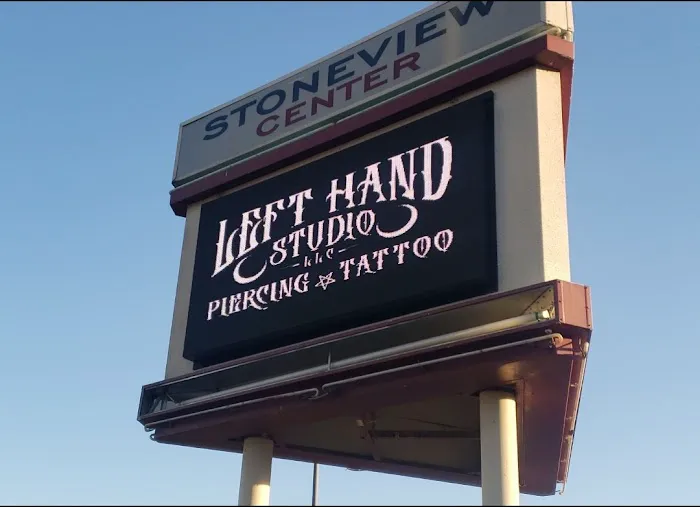 STONEVIEW
CENTER
LEFT HAND
STUDIO
LLC
PIERCING TATTOO